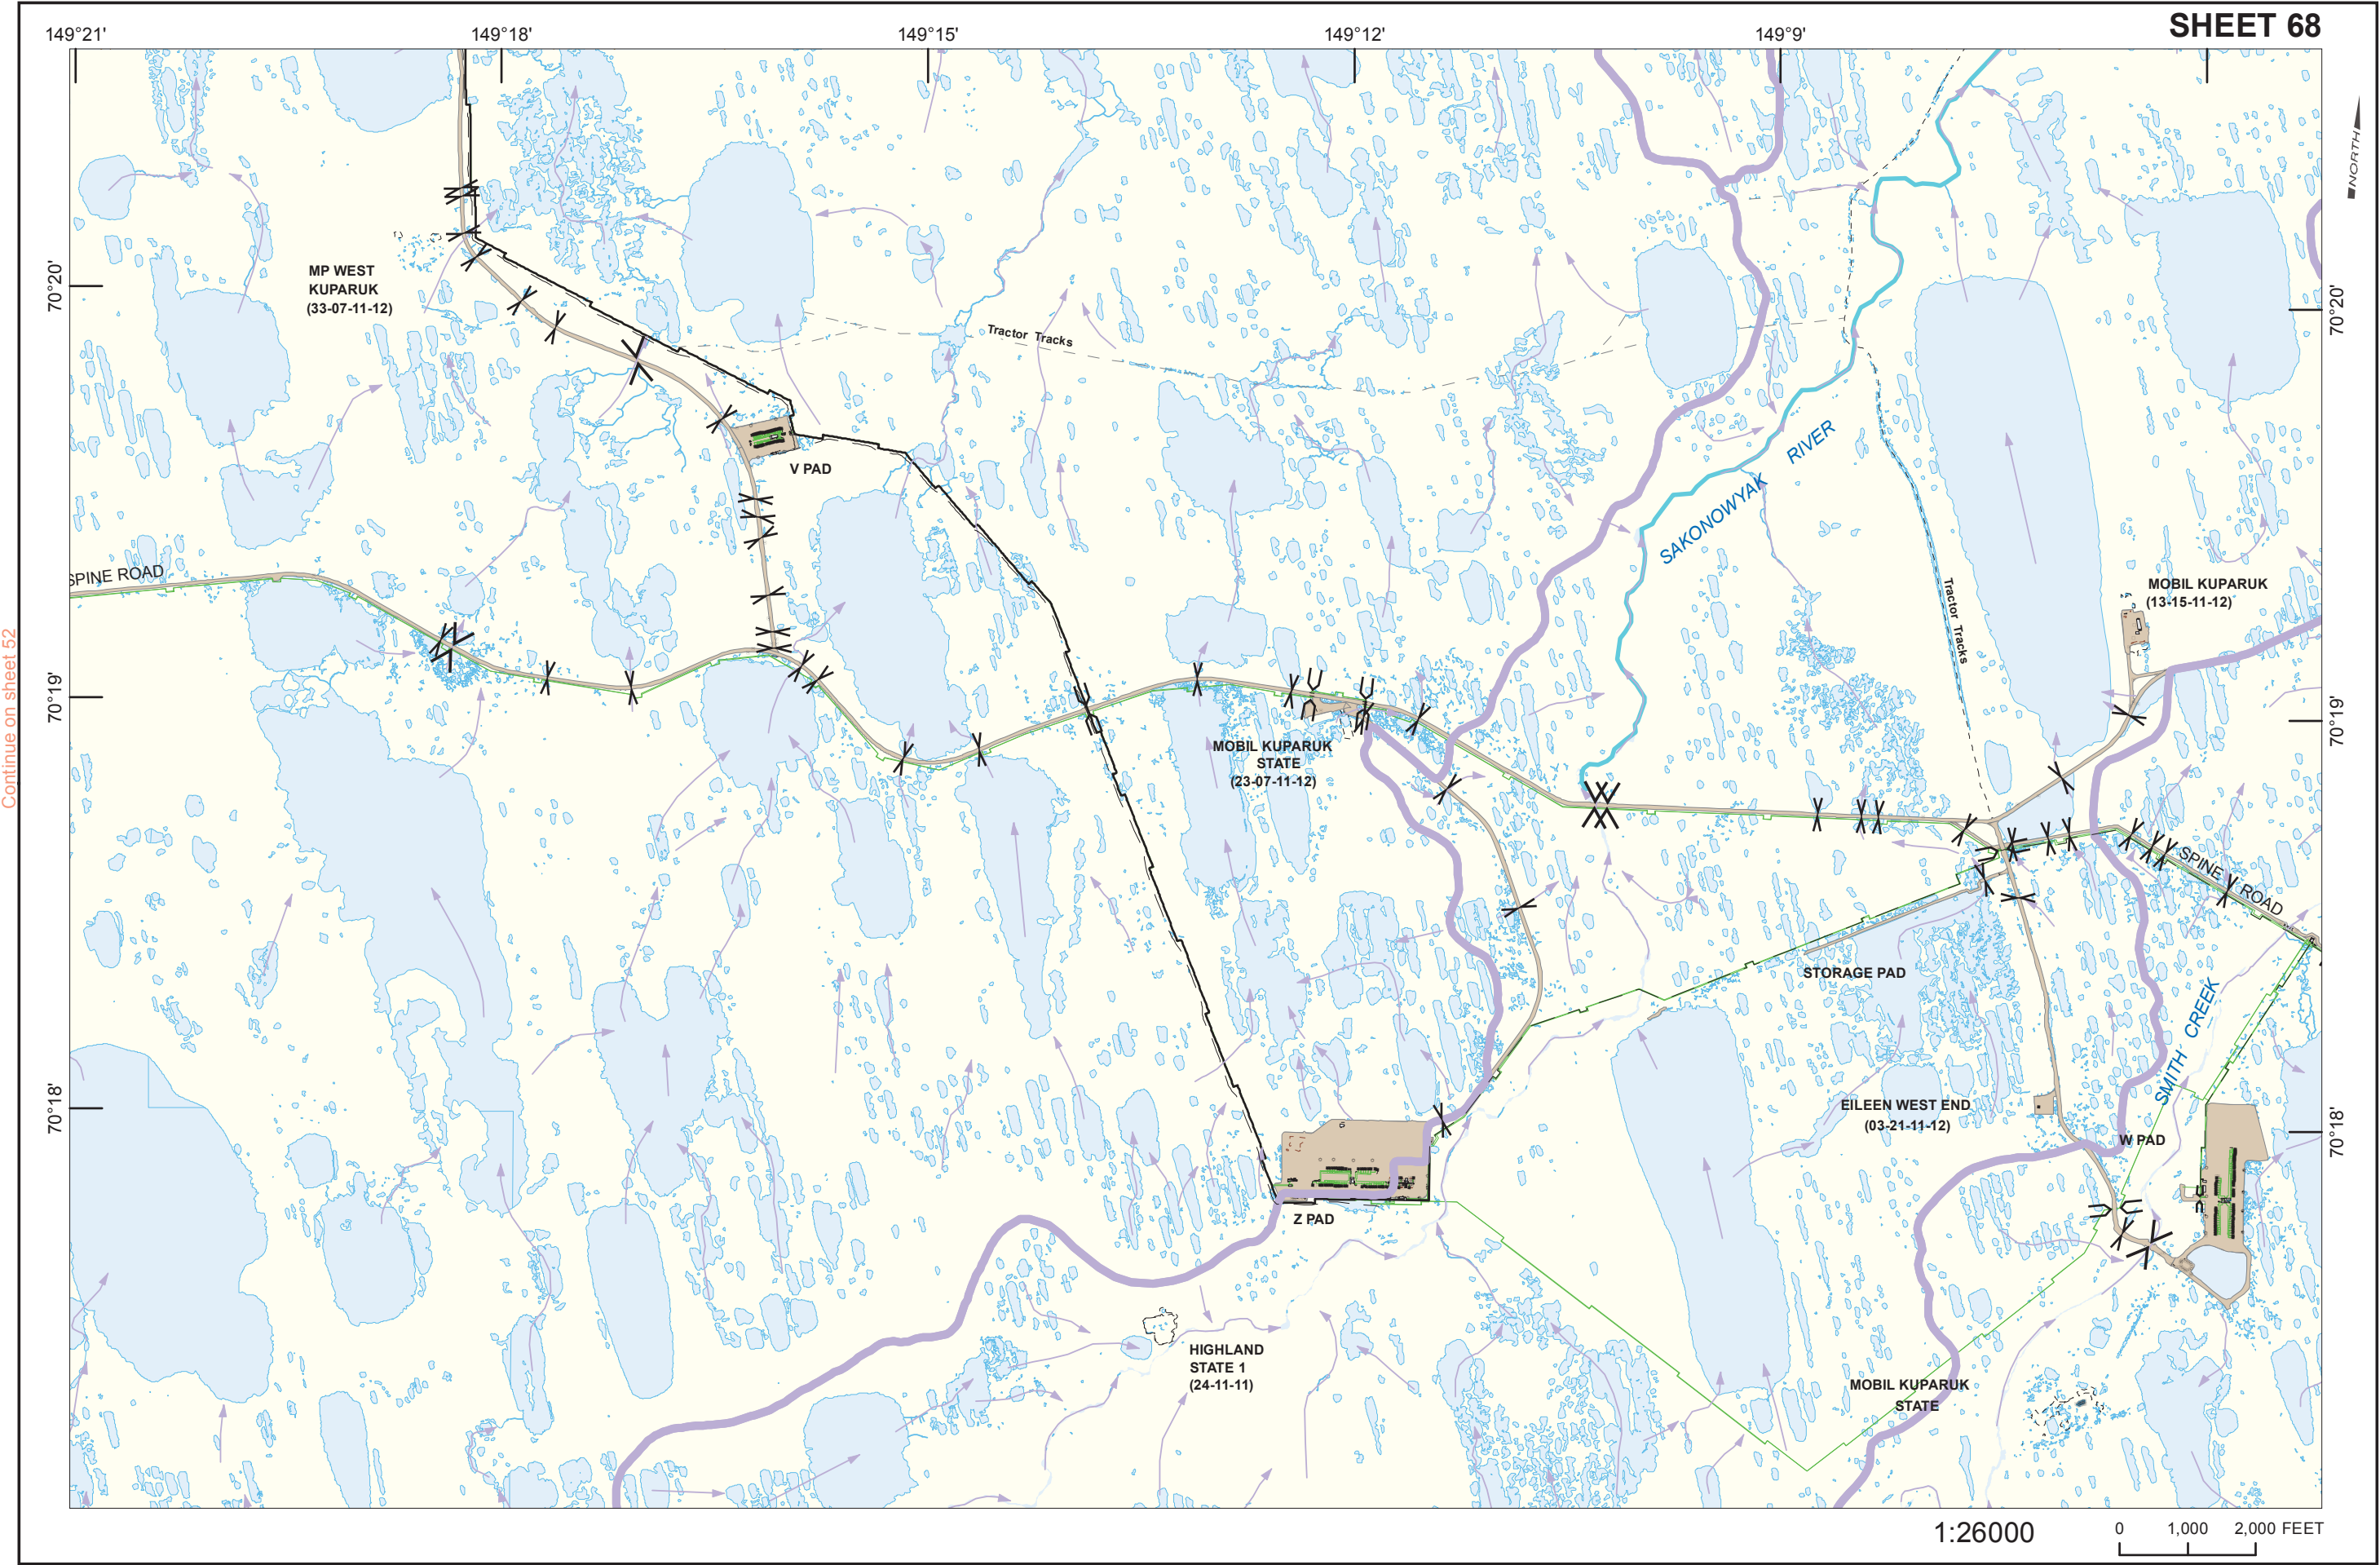 SHEET 68
149°21'
149°18'
149°15'
149°12'
149°9'
NORTH
MP WEST
KUPARUK
(33-07-11-12)
70°20'
70°20'
Tractor Tracks
RIVER
SAKONOWYAK
V PAD
SPINE ROAD
Tractor Tracks
MOBIL KUPARUK
(13-15-11-12)
Continue on sheet 52
70°19'
70°19'
MOBIL KUPARUK
STATE
(23-07-11-12)
SPINE ROAD
STORAGE PAD
SMITH CREEK
EILEEN WEST END
(03-21-11-12)
70°18'
70°18'
W PAD
G
Z PAD
HIGHLAND
STATE 1
(24-11-11)
MOBIL KUPARUK
STATE
1:26000
0 1,000 2,000 FEET